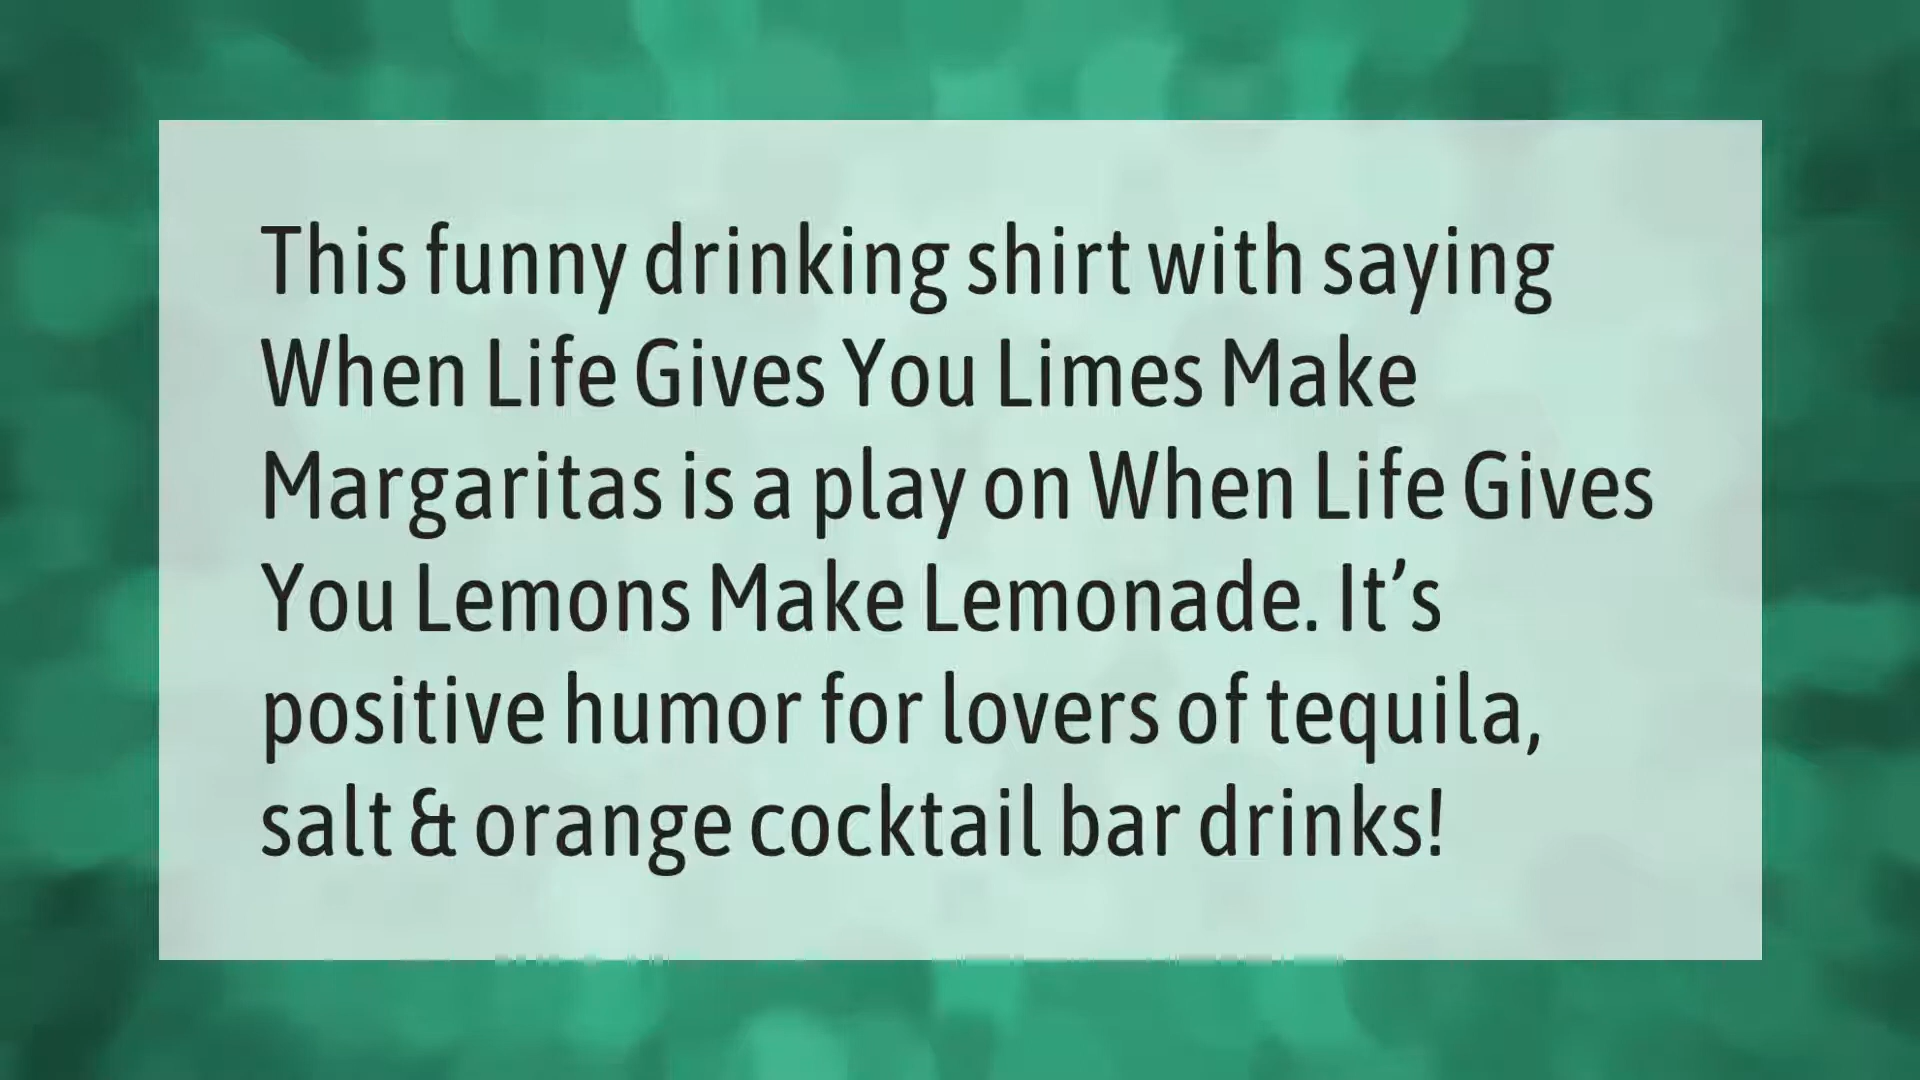 This funny drinking shirt with saying
When Life Gives You Limes Make
Margaritas is a play on When Life Gives
You Lemons Make Lemonade. It’s
positive humor for lovers of tequila,
salt & orange cocktail bar drinks!